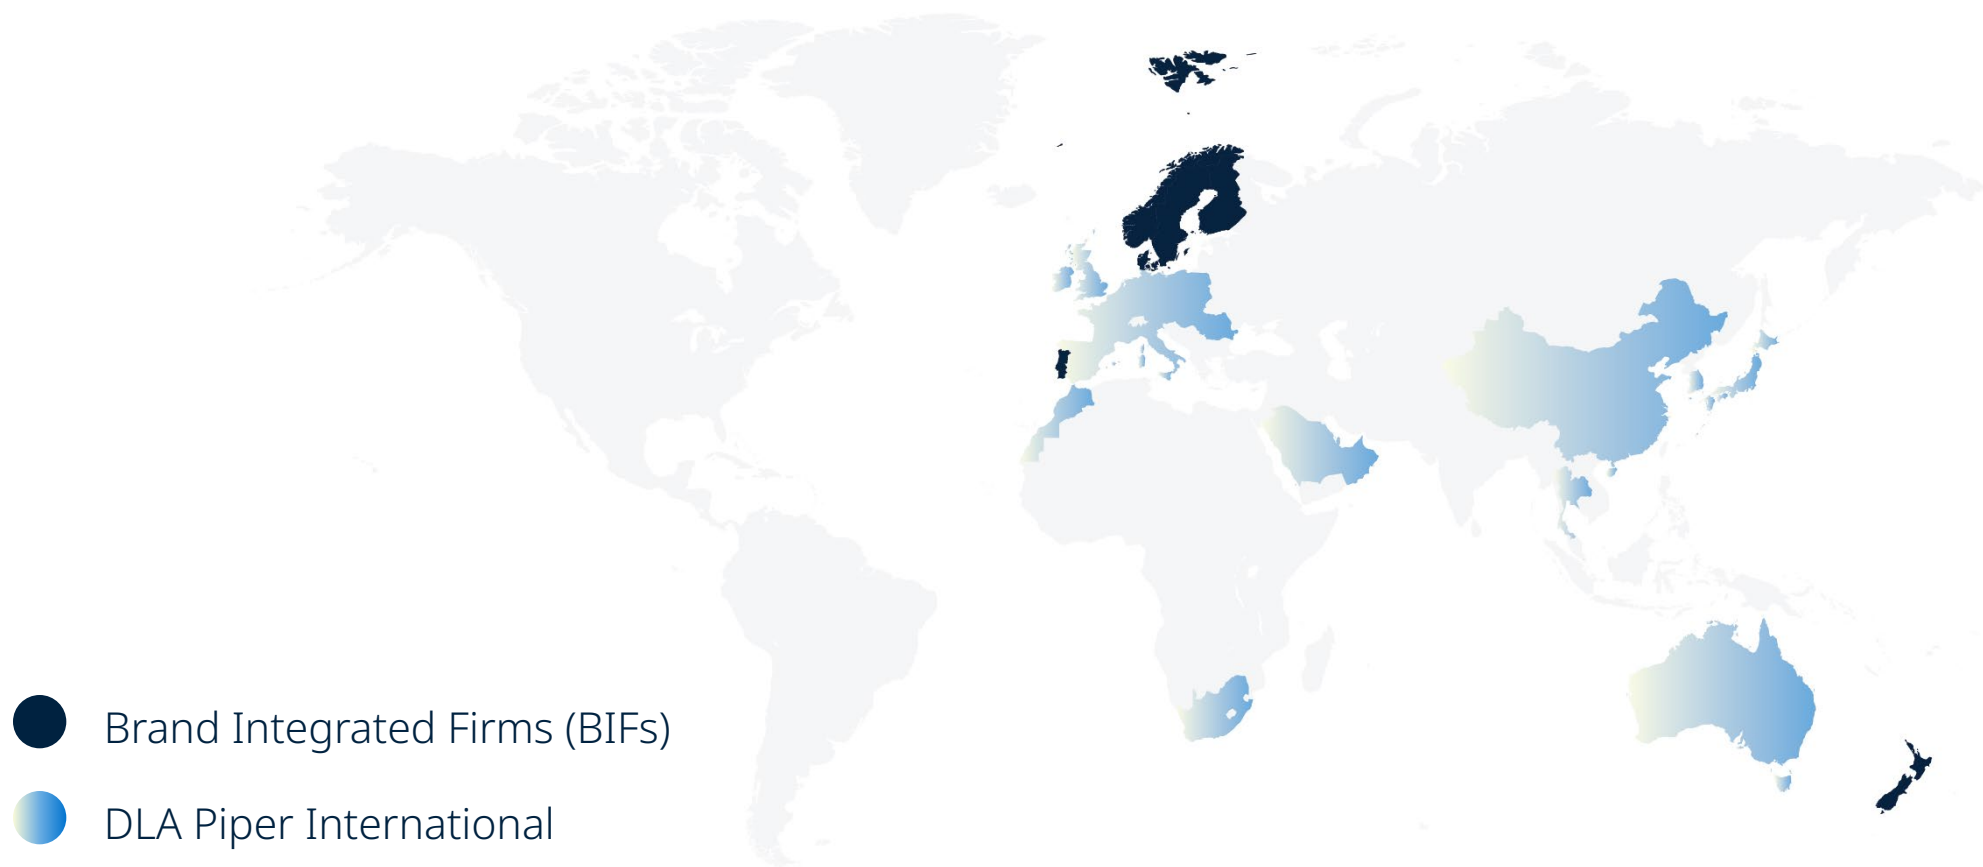 Brand Integrated Firms (BIFs)
DLA Piper International